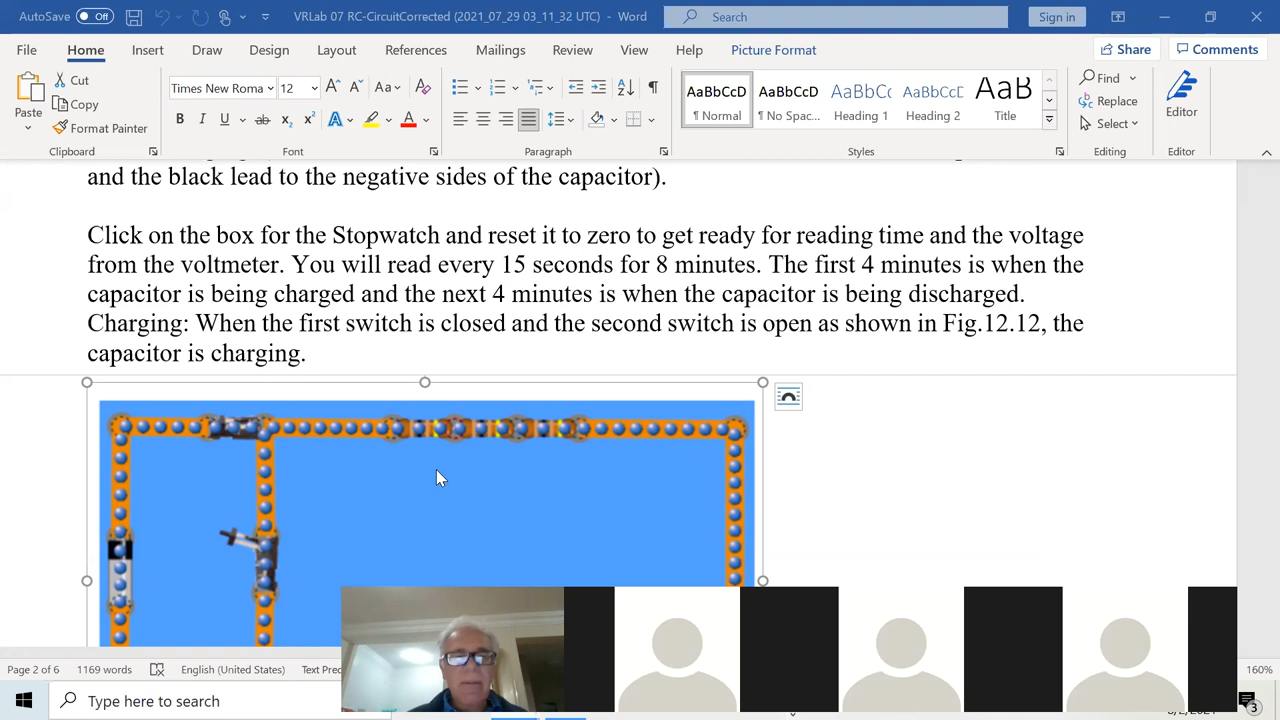 AutoSave Off VRLab 07 RC-CircuitCorrected (2021_07_29 03_11_32 UTC) - Word Search Sign in
File Home Insert Draw Design Layout References Mailings Review View Help Picture Format Share Comments
Paste Cut Copy Format Painter
Times New Roma 12 A A Aa A
B I U ab x₂ x² A A
AaBbCcD AaBbCcD AaBbCc AaBbCcD AaB
¶ Normal ¶ No Spac... Heading 1 Heading 2 Title
Find Replace Select Editor
Clipboard Font Paragraph Styles Editing Editor
and the black lead to the negative sides of the capacitor).
Click on the box for the Stopwatch and reset it to zero to get ready for reading time and the voltage
from the voltmeter. You will read every 15 seconds for 8 minutes. The first 4 minutes is when the
capacitor is being charged and the next 4 minutes is when the capacitor is being discharged.
Charging: When the first switch is closed and the second switch is open as shown in Fig.12.12, the
capacitor is charging.
Page 2 of 6 1169 words English (United States) Text Pred 160%
Type here to search 3